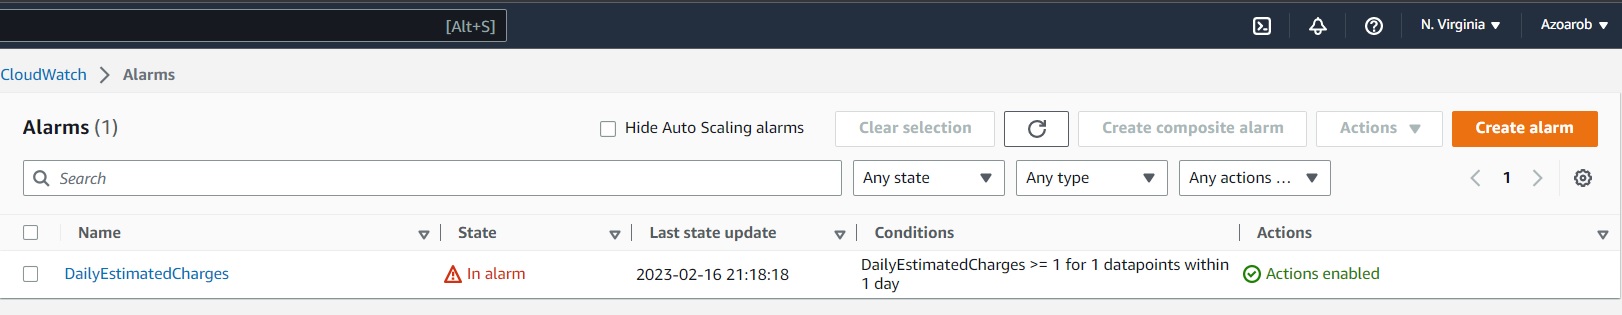 [Alt+S]
N. Virginia
Azoarob
CloudWatch
Alarms
Alarms (1)
Hide Auto Scaling alarms
Clear selection
Create composite alarm
Actions
Create alarm
Search
Any state
Any type
Any actions ...
1
Name
State
Last state update
Conditions
Actions
DailyEstimatedCharges
In alarm
2023-02-16 21:18:18
DailyEstimatedCharges >= 1 for 1 datapoints within
1 day
Actions enabled